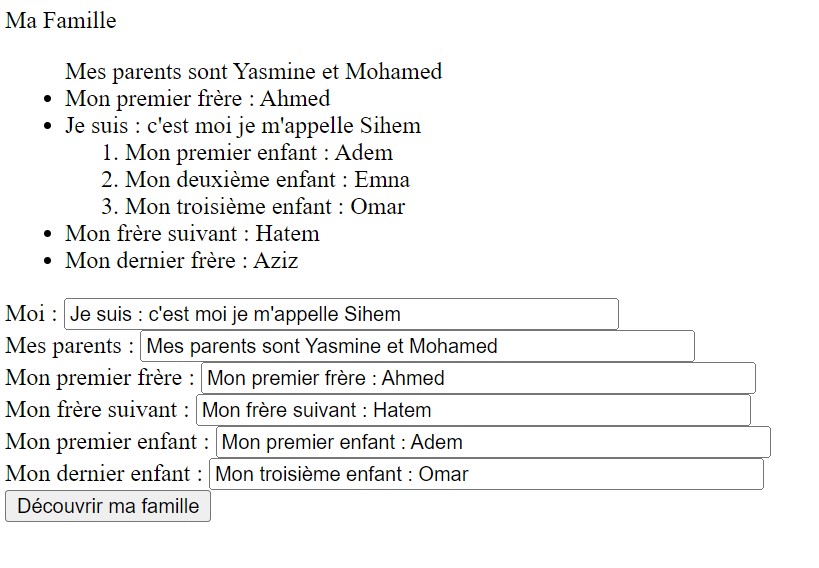 Ma Famille
Mes parents sont Yasmine et Mohamed
• Mon premier frère : Ahmed
• Je suis : c'est moi je m'appelle Sihem
1. Mon premier enfant : Adem
2. Mon deuxième enfant : Emna
3. Mon troisième enfant : Omar
• Mon frère suivant : Hatem
• Mon dernier frère : Aziz
Moi : Je suis : c'est moi je m'appelle Sihem
Mes parents : Mes parents sont Yasmine et Mohamed
Mon premier frère : Mon premier frère : Ahmed
Mon frère suivant : Mon frère suivant : Hatem
Mon premier enfant : Mon premier enfant : Adem
Mon dernier enfant : Mon troisième enfant : Omar
Découvrir ma famille